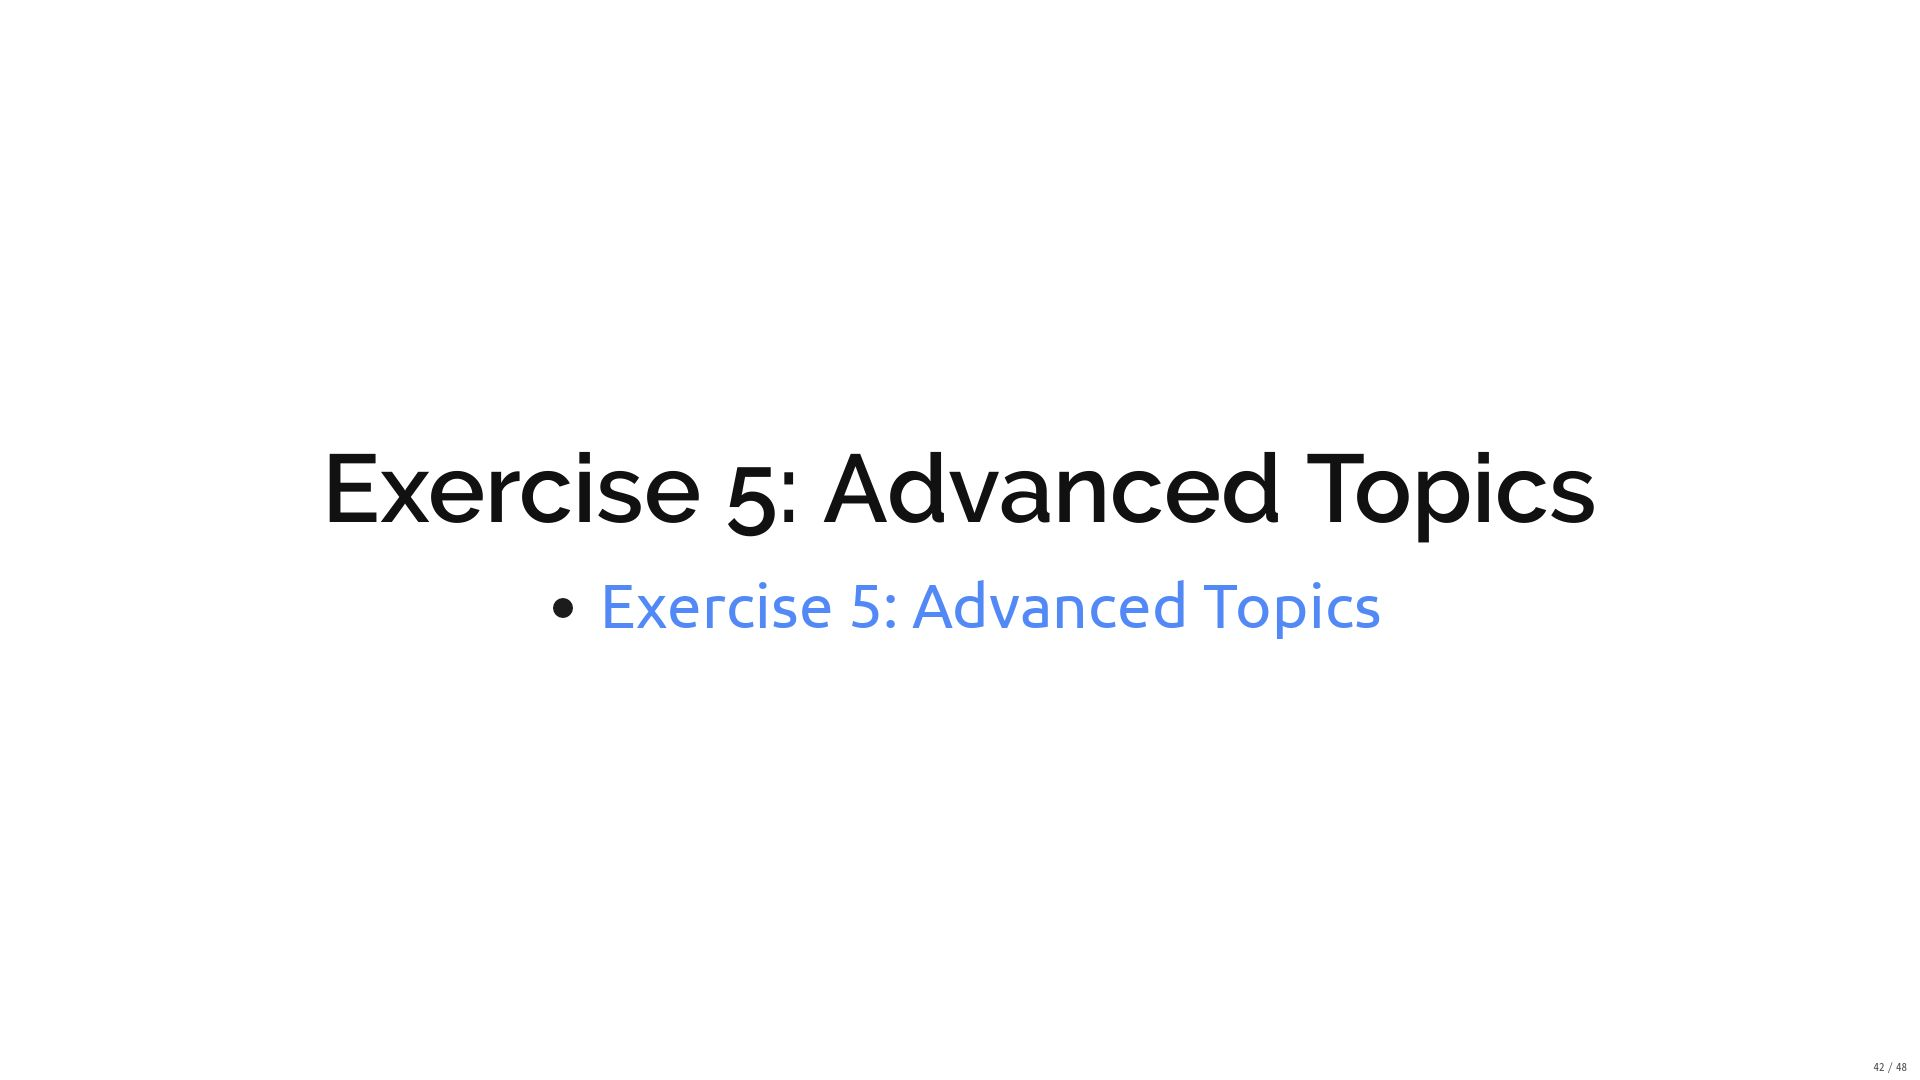 Exercise 5: Advanced Topics
• Exercise 5: Advanced Topics
42 / 48